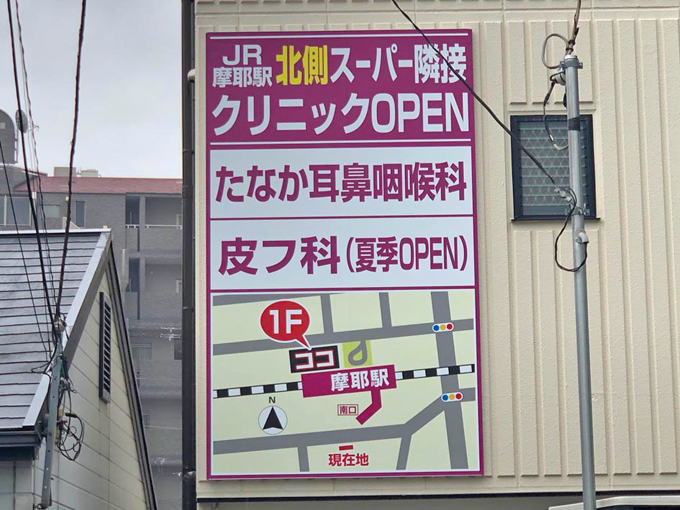 JR摩耶駅 北側スーパー隣接
クリニックOPEN
たなか耳鼻咽喉科
皮フ科(夏季OPEN)
1F
ココ
摩耶駅
N
南口
現在地